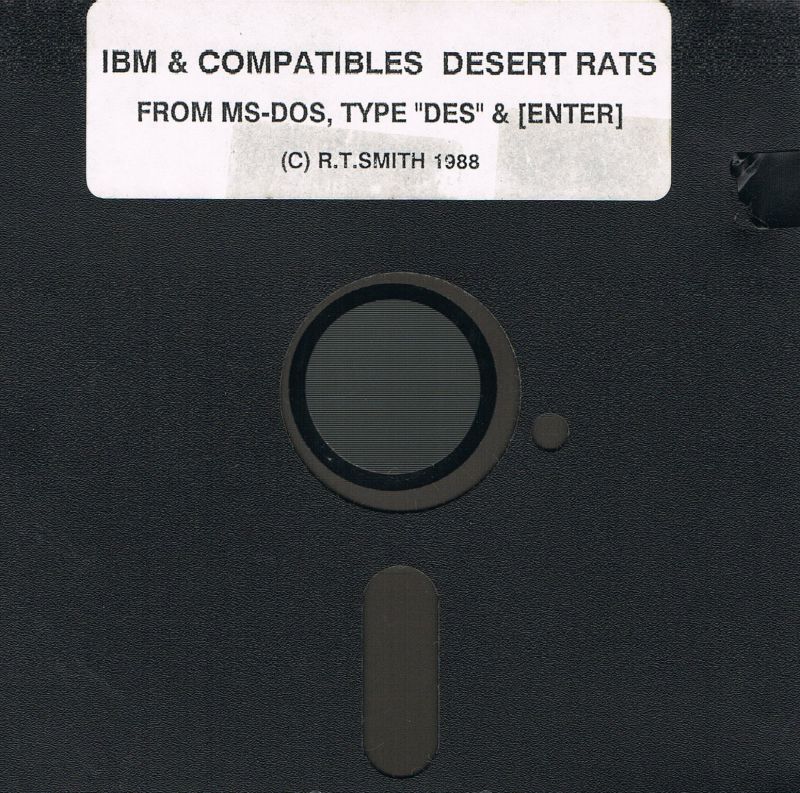 IBM & COMPATIBLES DESERT RATS
FROM MS-DOS, TYPE "DES" & [ENTER]
(C) R.T.SMITH 1988